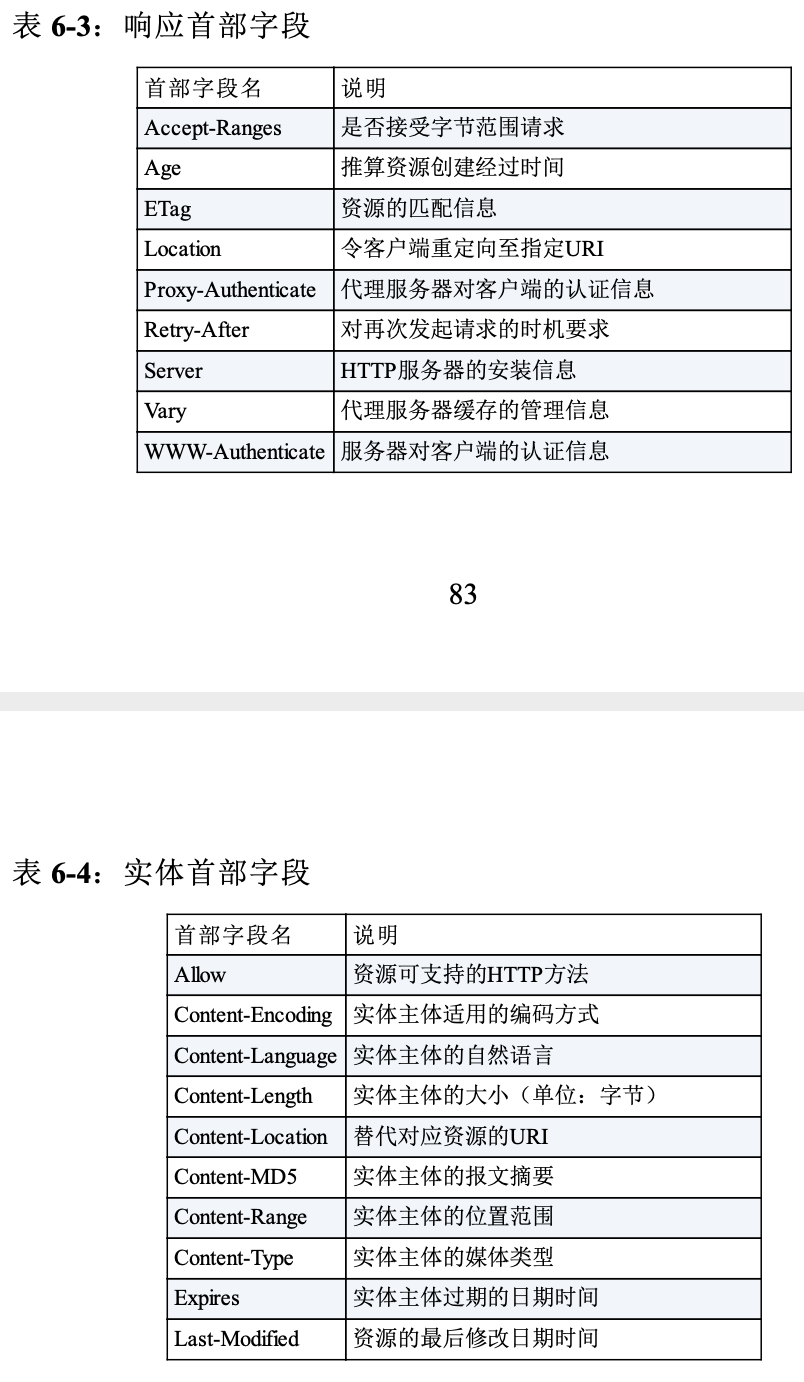 表 6-3：响应首部字段
首部字段名 说明
Accept-Ranges 是否接受字节范围请求
Age 推算资源创建经过时间
ETag 资源的匹配信息
Location 令客户端重定向至指定URI
Proxy-Authenticate 代理服务器对客户端的认证信息
Retry-After 对再次发起请求的时机要求
Server HTTP服务器的安装信息
Vary 代理服务器缓存的管理信息
WWW-Authenticate 服务器对客户端的认证信息
83
表 6-4：实体首部字段
首部字段名 说明
Allow 资源可支持的HTTP方法
Content-Encoding 实体主体适用的编码方式
Content-Language 实体主体的自然语言
Content-Length 实体主体的大小（单位：字节）
Content-Location 替代对应资源的URI
Content-MD5 实体主体的报文摘要
Content-Range 实体主体的位置范围
Content-Type 实体主体的媒体类型
Expires 实体主体过期的日期时间
Last-Modified 资源的最后修改日期时间